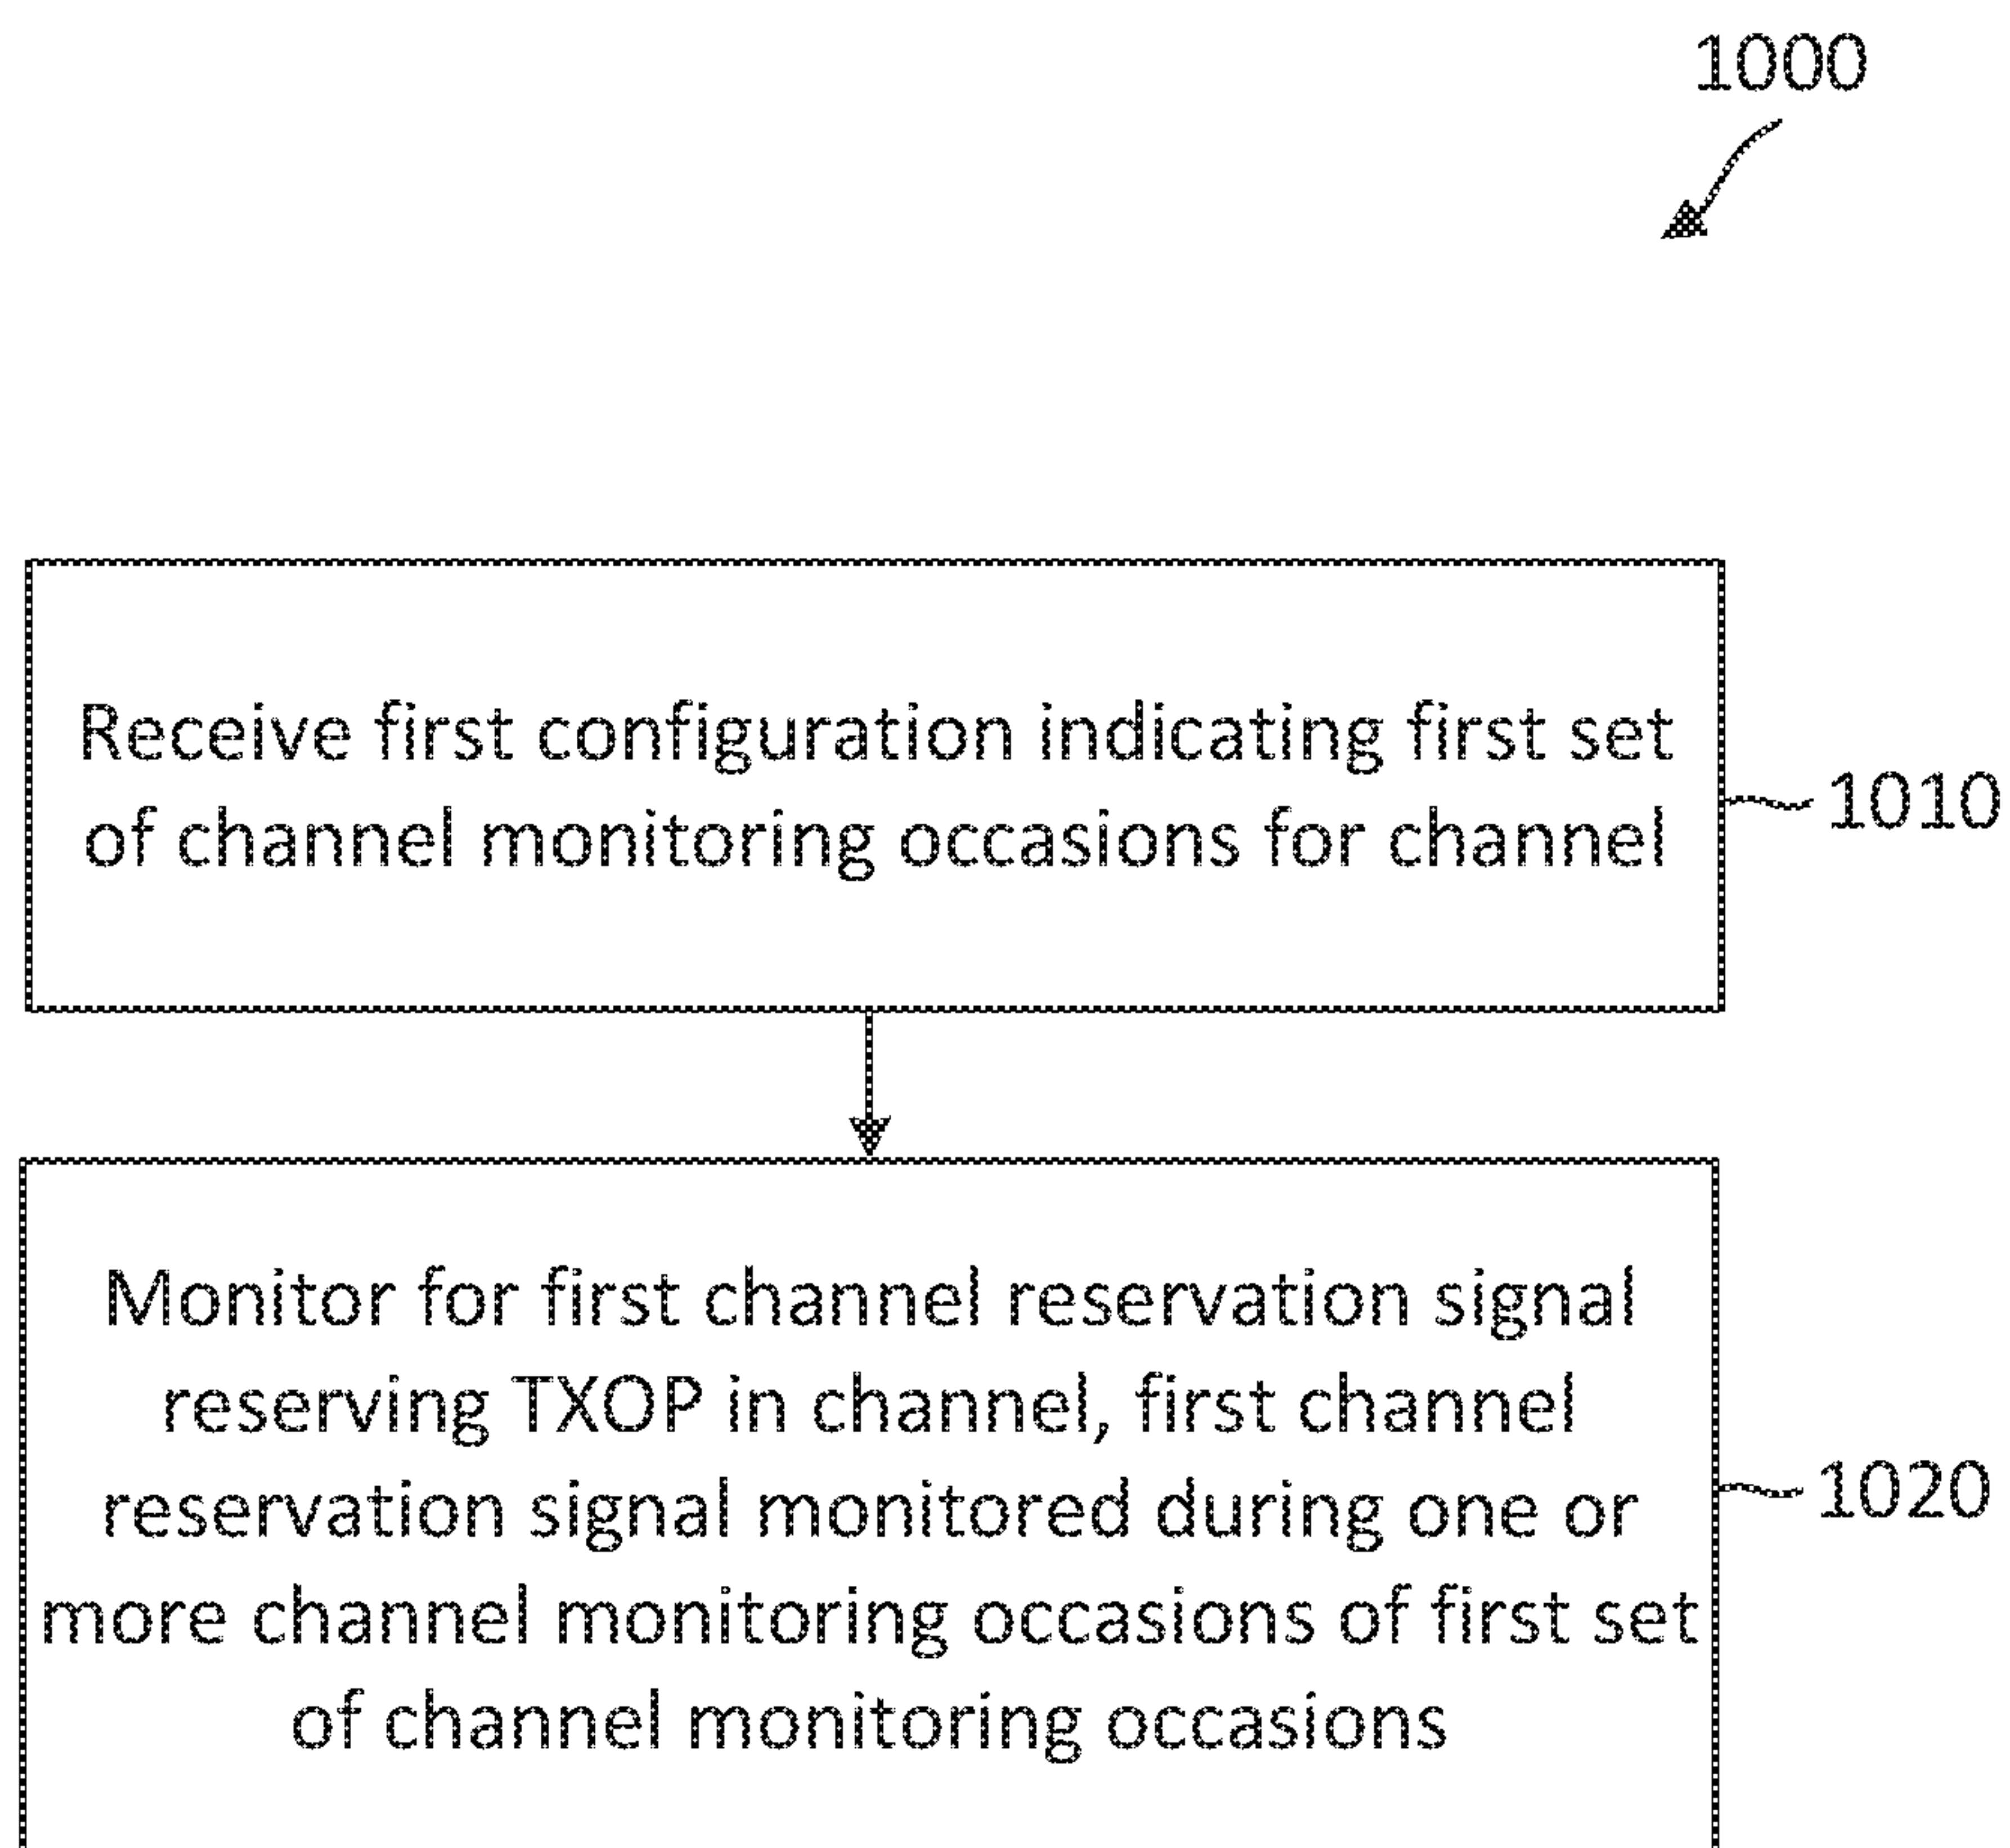 1000
Receive first configuration indicating first set
of channel monitoring occasions for channel
1010
Monitor for first channel reservation signal
reserving TXOP in channel, first channel
reservation signal monitored during one or
more channel monitoring occasions of first set
of channel monitoring occasions
1020